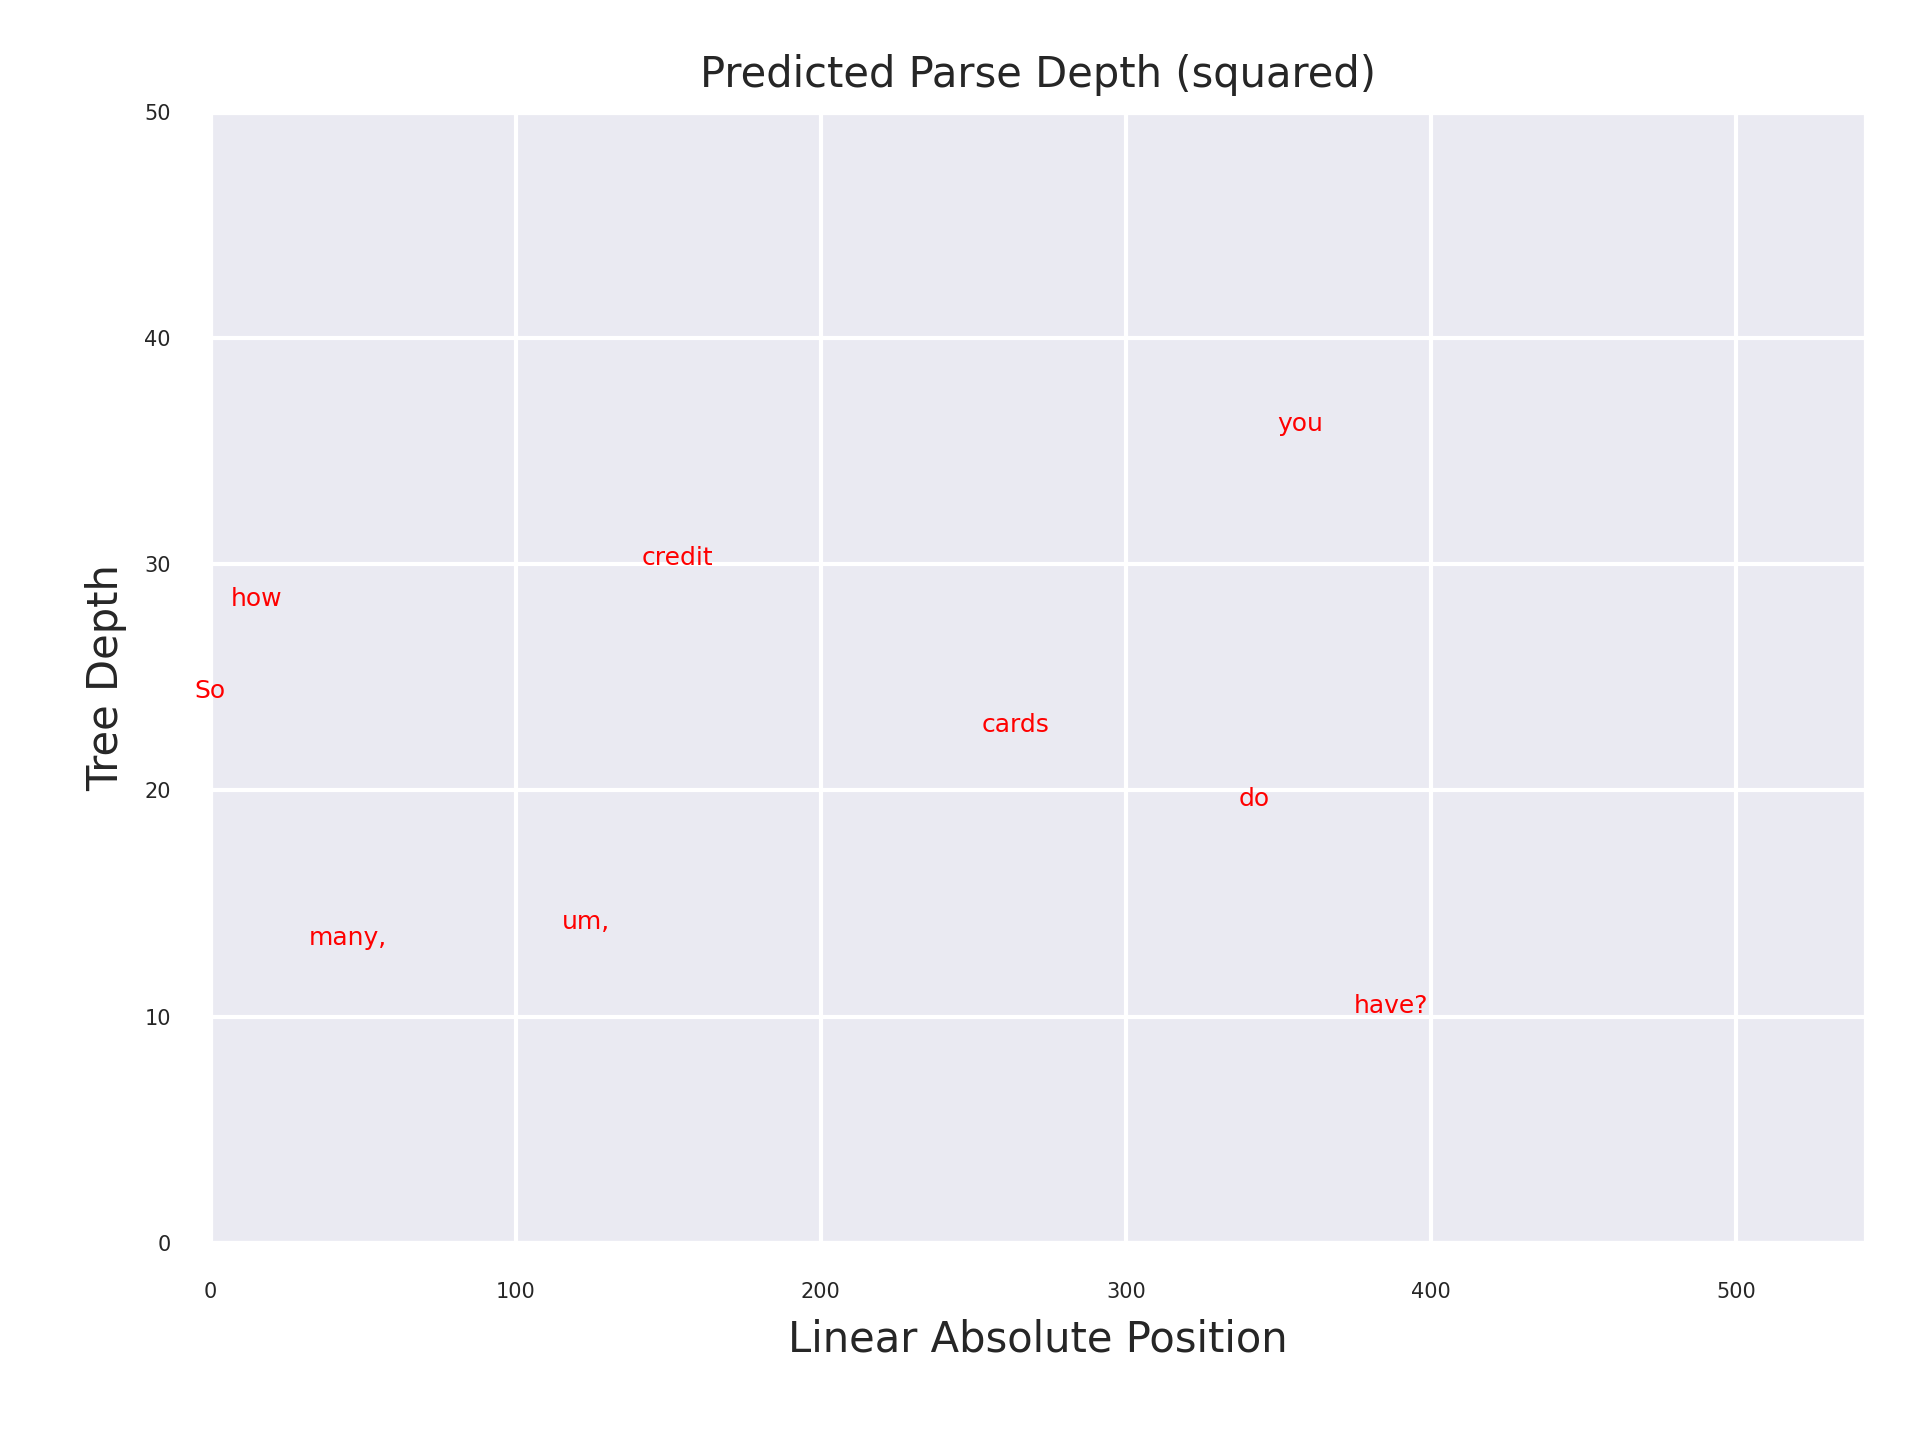 Predicted Parse Depth (squared)
50
40
you
credit
30
how
So
cards
Tree Depth
20
do
um,
many,
have?
10
0
0 100 200 300 400 500
Linear Absolute Position